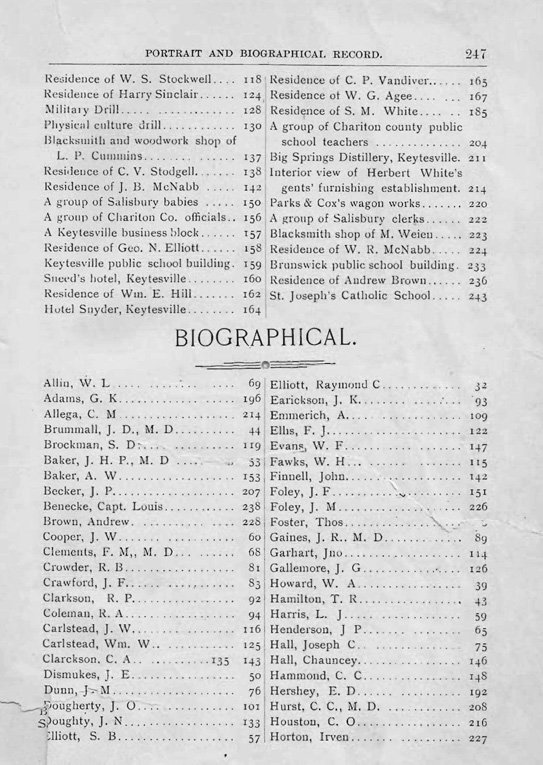 PORTRAIT AND BIOGRAPHICAL RECORD. 247
Residence of W. S. Stockwell.... 118
Residence of Harry Sinclair...... 124
Military Drill..... ............ 128
Physical culture drill............ 130
Blacksmith and woodwork shop of
L. P. Cummins........ ...... 137
Residence of C. V. Stodgell...... 138
Residence of J. B. McNabb ..... 142
A group of Salisbury babies ..... 150
A group of Chariton Co. officials.. 156
A Keytesville business block...... 157
Residence of Geo. N. Elliott...... 158
Keytesville public school building. 159
Sneed's hotel, Keytesville........ 160
Residence of Wm. E. Hill....... 162
Hotel Snyder, Keytesville........ 164
Residence of C. P. Vandiver...... 165
Residence of W. G. Agee.... ... 167
Residence of S. M. White.... .. 185
A group of Chariton county public
school teachers .............. 204
Big Springs Distillery, Keytesville. 211
Interior view of Herbert White's
gents' furnishing establishment. 214
Parks & Cox's wagon works....... 220
A group of Salisbury clerks...... 222
Blacksmith shop of M. Weien..... 223
Residence of W. R. McNabb..... 224
Brunswick public school building. 233
Residence of Andrew Brown...... 236
St. Joseph's Catholic School..... 243
BIOGRAPHICAL.
Allin, W. L .... ............ .... 69
Adams, G. K.................. 196
Allega, C. M ................. 214
Brummall, J. D., M. D......... 44
Brockman, S. D............... 119
Baker, J. H. P., M. D .... ..... 53
Baker, A. W.................. 153
Becker, J. P................... 207
Benecke, Capt. Louis........... 238
Brown, Andrew. .............. 228
Cooper, J. W...... ........... 60
Clements, F. M,, M. D... ...... 68
Crowder, R. B................. 81
Crawford, J. F................. 83
Clarkson, R. P................ 92
Coleman, R. A................. 94
Carlstead, J. W................ 116
Carlstead, Wm. W.. .......... 125
Clarckson, C. A.. ..........135 143
Dismukes, J. E................ 50
Dunn, J. M................... 76
Dougherty, J. O.... ........... 101
Doughty, J. N................. 133
Elliott, S. B.................. 57
Elliott, Raymond C............ 32
Earickson, J. K......... ....... 93
Emmerich, A.... .............. 109
Ellis, F. J..................... 122
Evans, W. F....... ........... 147
Fawks, W. H... ....... ....... 115
Finnell, John.... ............. 142
Foley, J. F.................... 151
Foley, J. M................... 226
Foster, Thos..................
Gaines, J. R.. M. D............ 89
Garhart, Jno................... 114
Gallemore, J. G................ 126
Howard, W. A................ 39
Hamilton, T. R................ 43
Harris, L. J.... ............... 59
Henderson, J P....... ......... 65
Hall, Joseph C.. .............. 75
Hall, Chauncey................ 146
Hammond, C. C............... 148
Hershey, E. D...... .......... 192
Hurst, C. C., M. D. ........... 208
Houston, C. O................ 216
Horton, Irven....... .......... 227